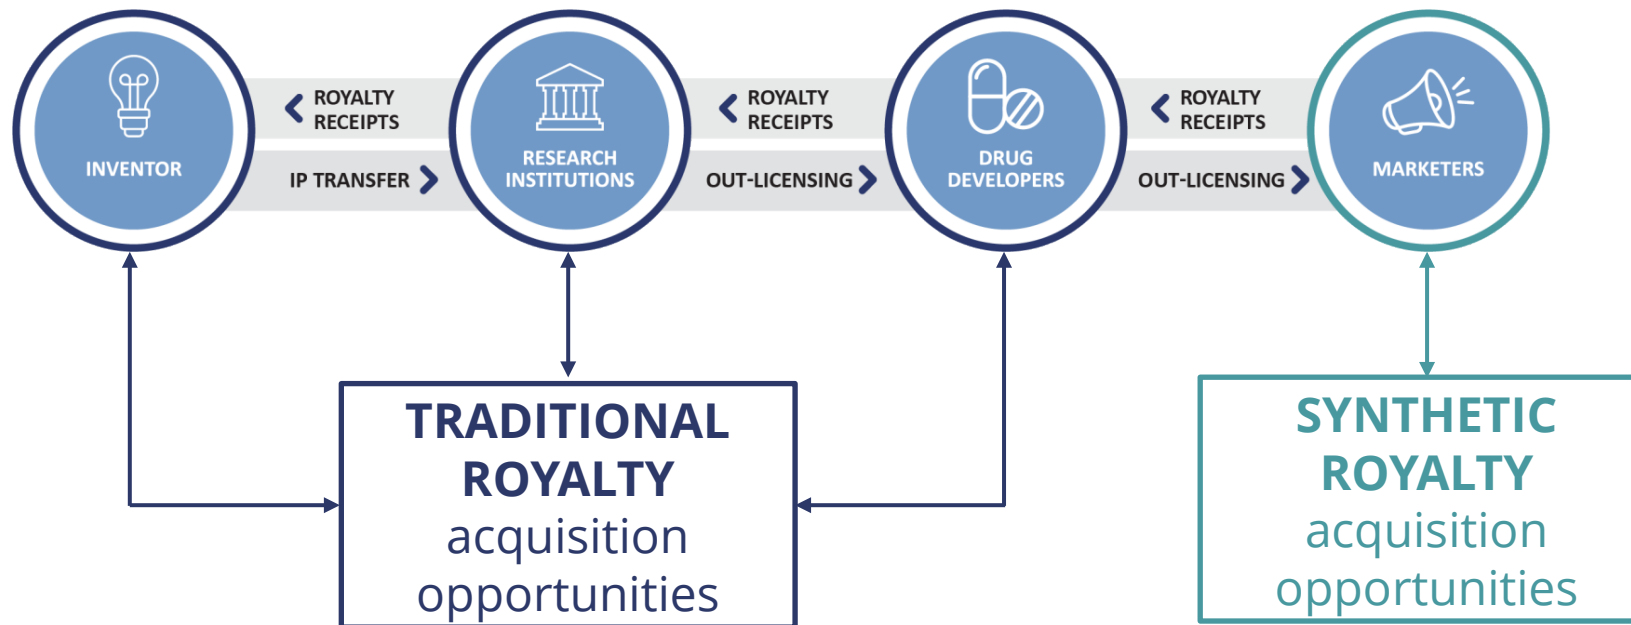 INVENTOR
ROYALTY
RECEIPTS
IP TRANSFER
RESEARCH
INSTITUTIONS
ROYALTY
RECEIPTS
OUT-LICENSING
DRUG
DEVELOPERS
ROYALTY
RECEIPTS
OUT-LICENSING
MARKETERS
TRADITIONAL
ROYALTY
acquisition
opportunities
SYNTHETIC
ROYALTY
acquisition
opportunities